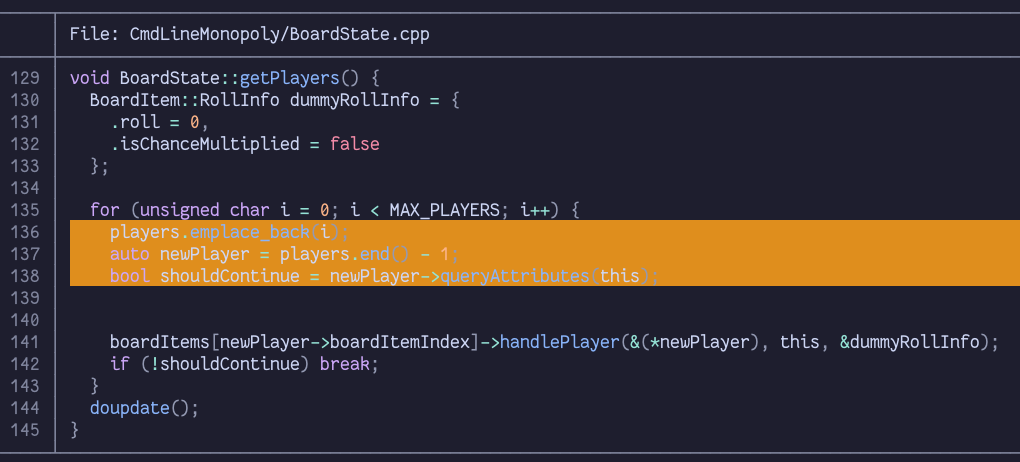 File: CmdLineMonopoly/BoardState.cpp
129 void BoardState::getPlayers() {
130   BoardItem::RollInfo dummyRollInfo = {
131     .roll = 0,
132     .isChanceMultiplied = false
133   };
134
135   for (unsigned char i = 0; i < MAX_PLAYERS; i++) {
136     players.emplace_back(i);
137     auto newPlayer = players.end() - 1;
138     bool shouldContinue = newPlayer->queryAttributes(this);
139
140
141     boardItems[newPlayer->boardItemIndex]->handlePlayer(&(*newPlayer), this, &dummyRollInfo);
142     if (!shouldContinue) break;
143   }
144   doupdate();
145 }